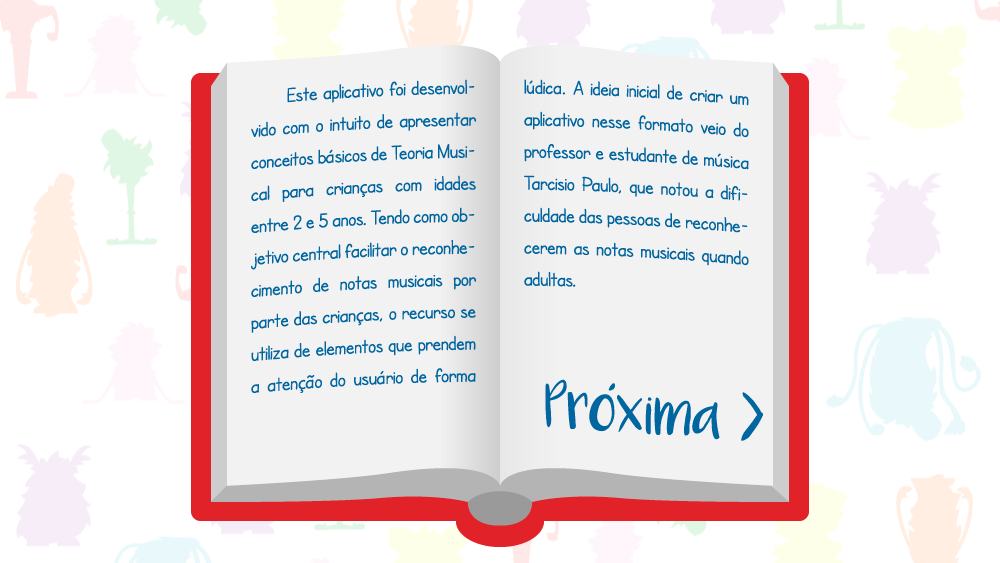 Este aplicativo foi desenvol-
vido com o intuito de apresentar
conceitos básicos de Teoria Musi-
cal para crianças com idades
entre 2 e 5 anos. Tendo como ob-
jetivo central facilitar o reconhe-
cimento de notas musicais por
parte das crianças, o recurso se
utiliza de elementos que prendem
a atenção do usuário de forma
lúdica. A ideia inicial de criar um
aplicativo nesse formato veio do
professor e estudante de música
Tarcisio Paulo, que notou a difi-
culdade das pessoas de reconhe-
cerem as notas musicais quando
adultas.
Próxima >